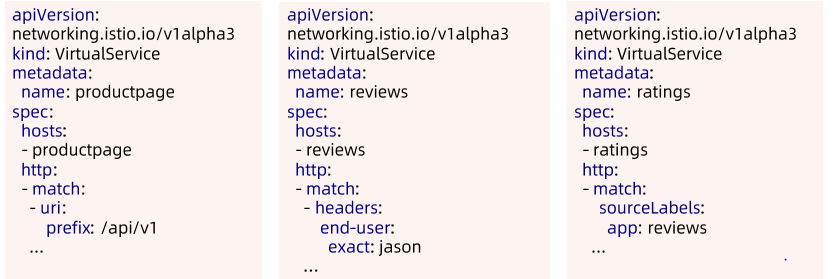 apiVersion:
networking.istio.io/v1alpha3
kind: VirtualService
metadata:
  name: productpage
spec:
  hosts:
  - productpage
  http:
  - match:
    - uri:
        prefix: /api/v1
    ...
apiVersion:
networking.istio.io/v1alpha3
kind: VirtualService
metadata:
  name: reviews
spec:
  hosts:
  - reviews
  http:
  - match:
    - headers:
        end-user:
          exact: jason
    ...
apiVersion:
networking.istio.io/v1alpha3
kind: VirtualService
metadata:
  name: ratings
spec:
  hosts:
  - ratings
  http:
  - match:
      sourceLabels:
        app: reviews
    ...